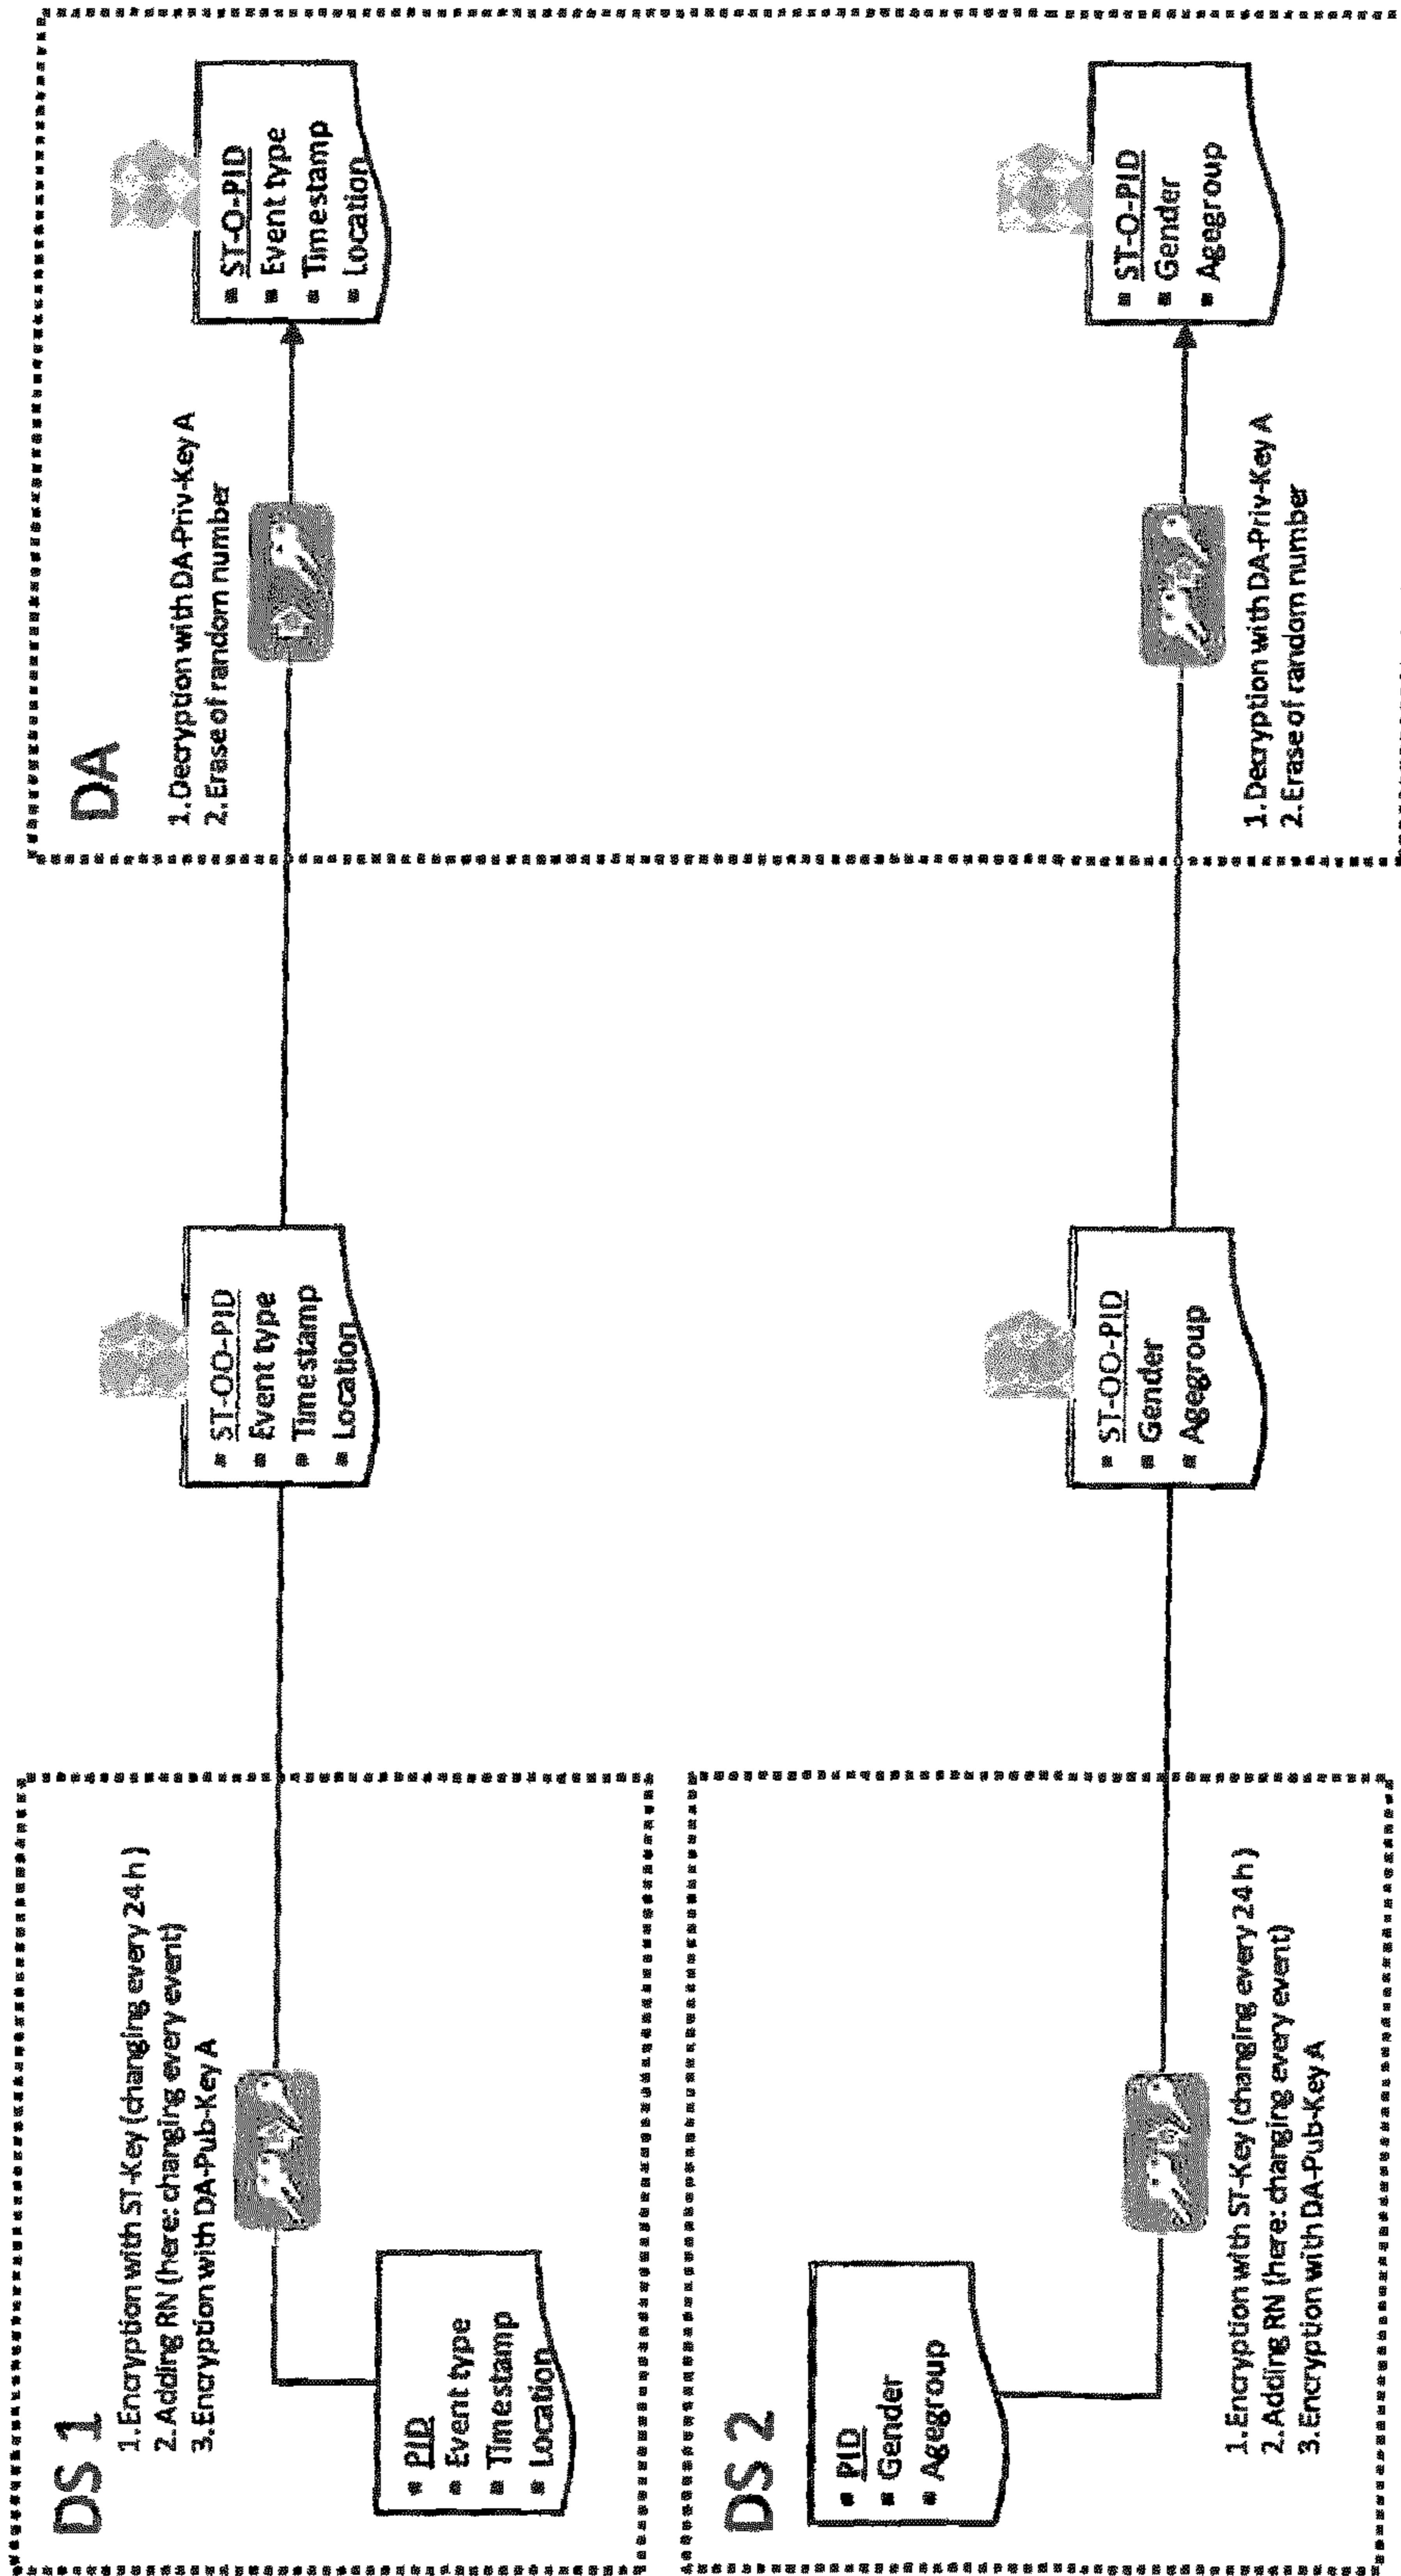 DS 1
1. Encryption with ST-Key (changing every 24 h)
2. Adding RN (here: changing every event)
3. Encryption with DA-Pub-Key A
PID
Event type
Timestamp
Location
ST-OO-PID
Event type
Timestamp
Location
DA
1. Decryption with DA-Priv-Key A
2. Erase of random number
ST-O-PID
Event type
Timestamp
Location
DS 2
PID
Gender
Agegroup
1. Encryption with ST-Key (changing every 24 h)
2. Adding RN (here: changing every event)
3. Encryption with DA-Pub-Key A
ST-OO-PID
Gender
Agegroup
1. Decryption with DA-Priv-Key A
2. Erase of random number
ST-O-PID
Gender
Agegroup